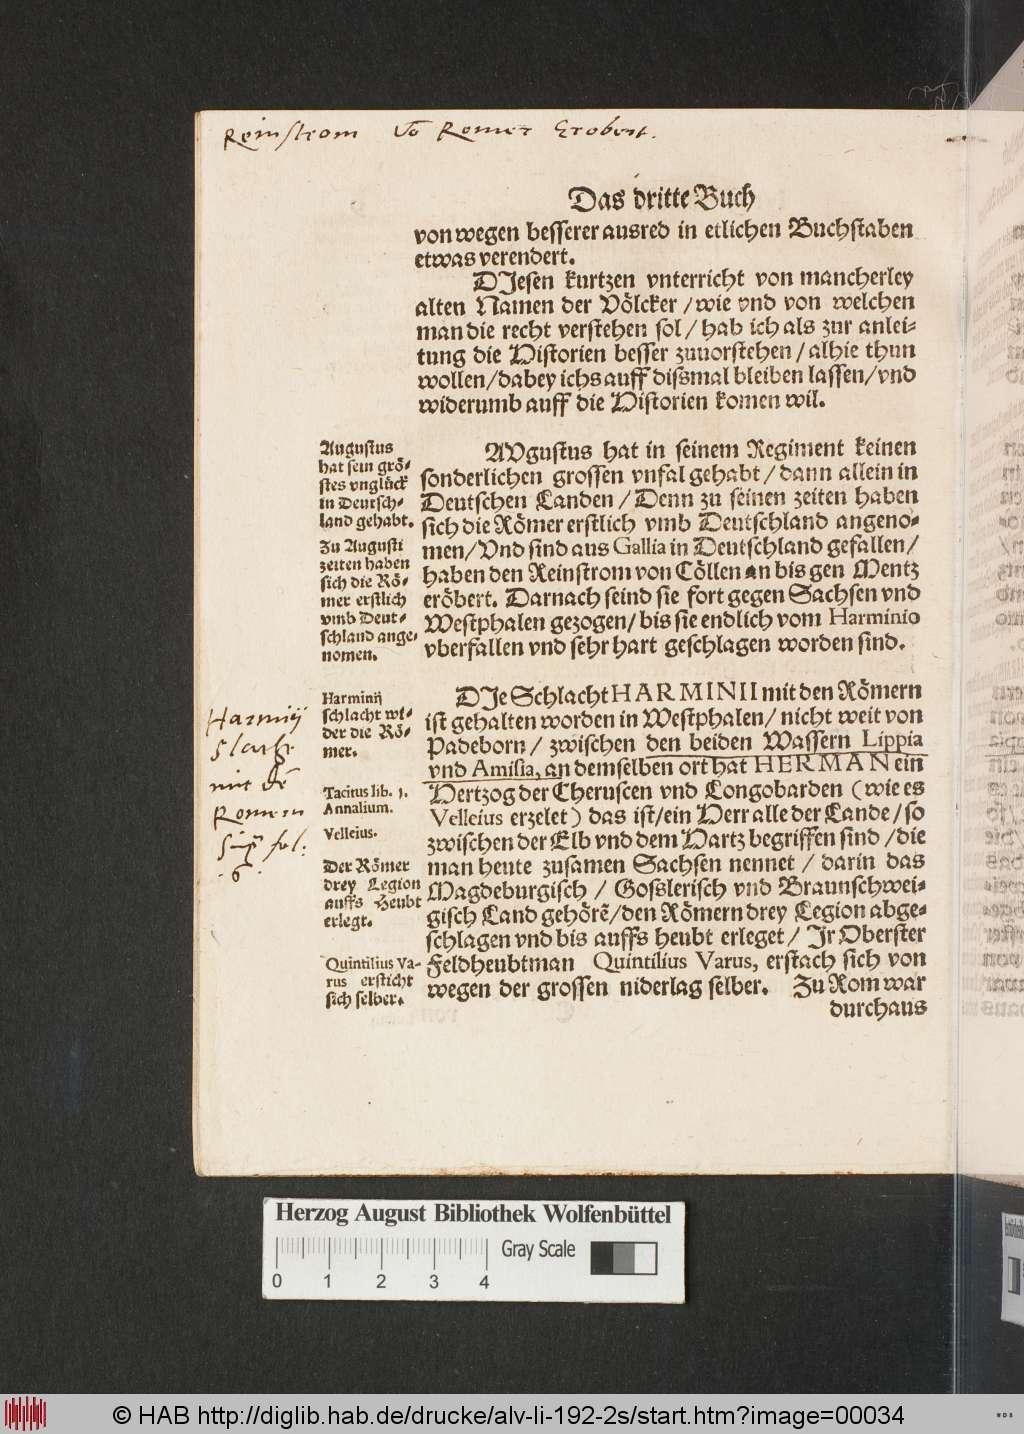 Reinstrom Võ Romer Erobert.
Das dritte Buch
von wegen besserer ausred in etlichen Buchstaben
etwas verendert.
DJesen kurtzen vnterricht von mancherley
alten Namen der Völcker / wie vnd von welchen
man die recht verstehen sol / hab ich als zur anlei-
tung die Historien besser zuuorstehen / alhie thun
wollen / dabey ichs auff dissmal bleiben lassen / vnd
widerumb auff die Historien komen wil.
Augustus
hat sein grö-
stes vnglück
in Deutsch-
land gehabt.
Zu Augusti
zeiten haben
sich die Rö-
mer erstlich
vmb Deut-
schland ange-
nomen.
AVgustus hat in seinem Regiment keinen
sonderlichen grossen vnfal gehabt / dann allein in
Deutschen Landen / Denn zu seinen zeiten haben
sich die Römer erstlich vmb Deutschland angeno-
men / Vnd sind aus Gallia in Deutschland gefallen /
haben den Reinstrom von Cöllen an bis gen Mentz
eröbert. Darnach seind sie fort gegen Sachsen vnd
Westphalen gezogen / bis sie endlich vom Harminio
vberfallen vnd sehr hart geschlagen worden sind.
Harmiij
slacht
mit dẽ
Romern
fol:
.6.
Harminij
schlacht wi-
der die Rö-
mer.
Tacitus lib. 1.
Annalium.
Velleius.
Der Römer
drey Legion
auffs Heubt
erlegt.
Quintilius Va-
rus ersticht
sich selber.
DJe Schlacht HARMINII mit den Römern
ist gehalten worden in Westphalen / nicht weit von
Padeborn / zwischen den beiden Wassern Lippia
vnd Amisia, an demselben ort hat HERMAN ein
Hertzog der Cheruscen vnd Longobarden ( wie es
Velleius erzelet ) das ist / ein Herr alle der Lande / so
zwischen der Elb vnd dem Hartz begriffen sind / die
man heute zusamen Sachsen nennet / darin das
Magdeburgisch / Gosslerisch vnd Braunschwei-
gisch Land gehörẽ / den Römern drey Legion abge-
schlagen vnd bis auffs heubt erleget / Jr Oberster
Feldheubtman Quintilius Varus, erstach sich von
wegen der grossen niderlag selber. Zu Rom war
durchaus
Herzog August Bibliothek Wolfenbüttel
Gray Scale
0 1 2 3 4
© HAB http://diglib.hab.de/drucke/alv-li-192-2s/start.htm?image=00034